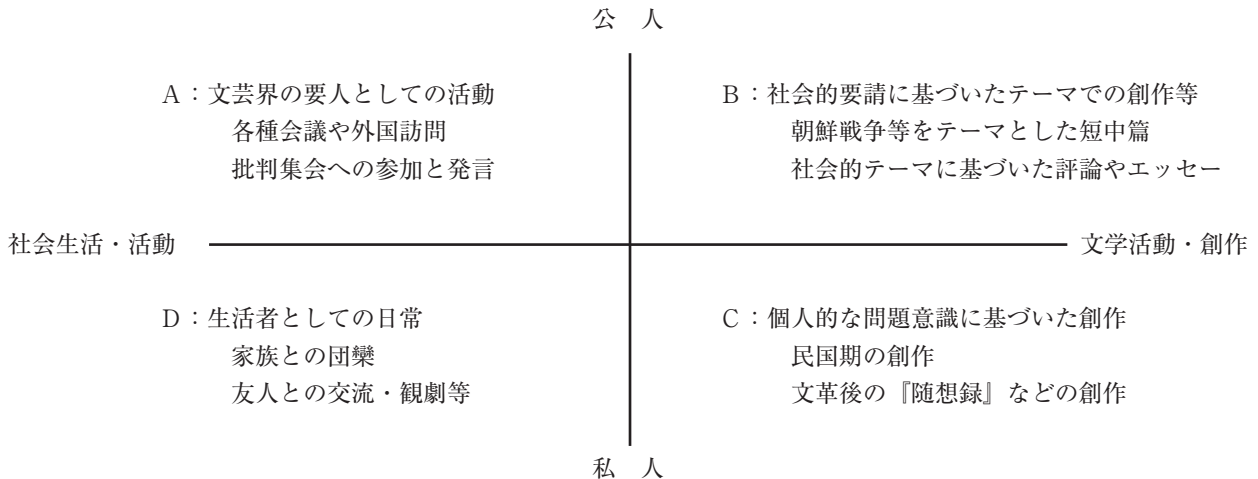 公　人
A：文芸界の要人としての活動
各種会議や外国訪問
批判集会への参加と発言
B：社会的要請に基づいたテーマでの創作等
朝鮮戦争等をテーマとした短中篇
社会的テーマに基づいた評論やエッセー
社会生活・活動
文学活動・創作
D：生活者としての日常
家族との団欒
友人との交流・観劇等
C：個人的な問題意識に基づいた創作
民国期の創作
文革後の『随想録』などの創作
私　人